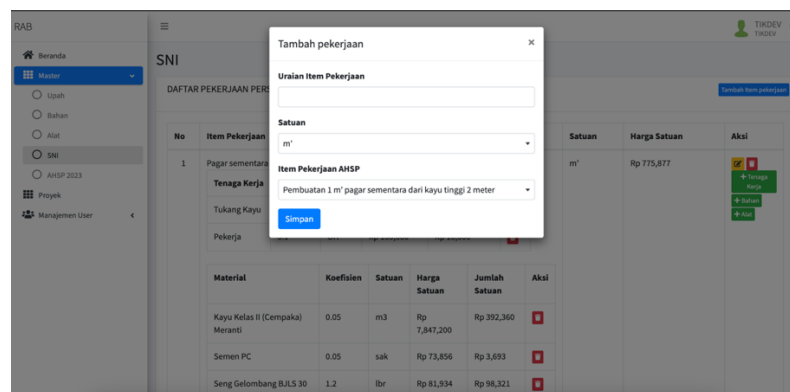 RAB
TIKDEV
TIKDEV
Beranda
Master
Upah
Bahan
Alat
SNI
AHSP 2023
Proyek
Manajemen User
SNI
DAFTAR PEKERJAAN PERS
Tambah Item pekerjaan
Tambah pekerjaan
×
Uraian Item Pekerjaan
Satuan
m'
Item Pekerjaan AHSP
Pembuatan 1 m' pagar sementara dari kayu tinggi 2 meter
Simpan
No Item Pekerjaan Satuan Harga Satuan Aksi
1 Pagar sementara m' Rp 775,877
+ Tenaga Kerja
+ Bahan
+ Alat
Tenaga Kerja
Tukang Kayu
Pekerja
Material Koefisien Satuan Harga Satuan Jumlah Satuan Aksi
Kayu Kelas II (Cempaka) Meranti 0.05 m3 Rp 7,847,200 Rp 392,360
Semen PC 0.05 sak Rp 73,856 Rp 3,693
Seng Gelombang BJLS 30 1.2 lbr Rp 81,934 Rp 98,321